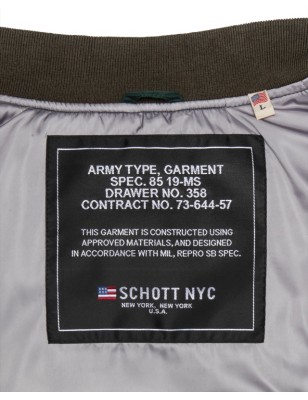 L
ARMY TYPE, GARMENT
SPEC. 85 19-MS
DRAWER NO. 358
CONTRACT NO. 73-644-57
THIS GARMENT IS CONSTRUCTED USING
APPROVED MATERIALS, AND DESIGNED
IN ACCORDANCE WITH MIL, REPRO SB SPEC.
SCHOTT NYC
NEW YORK, NEW YORK
U.S.A.